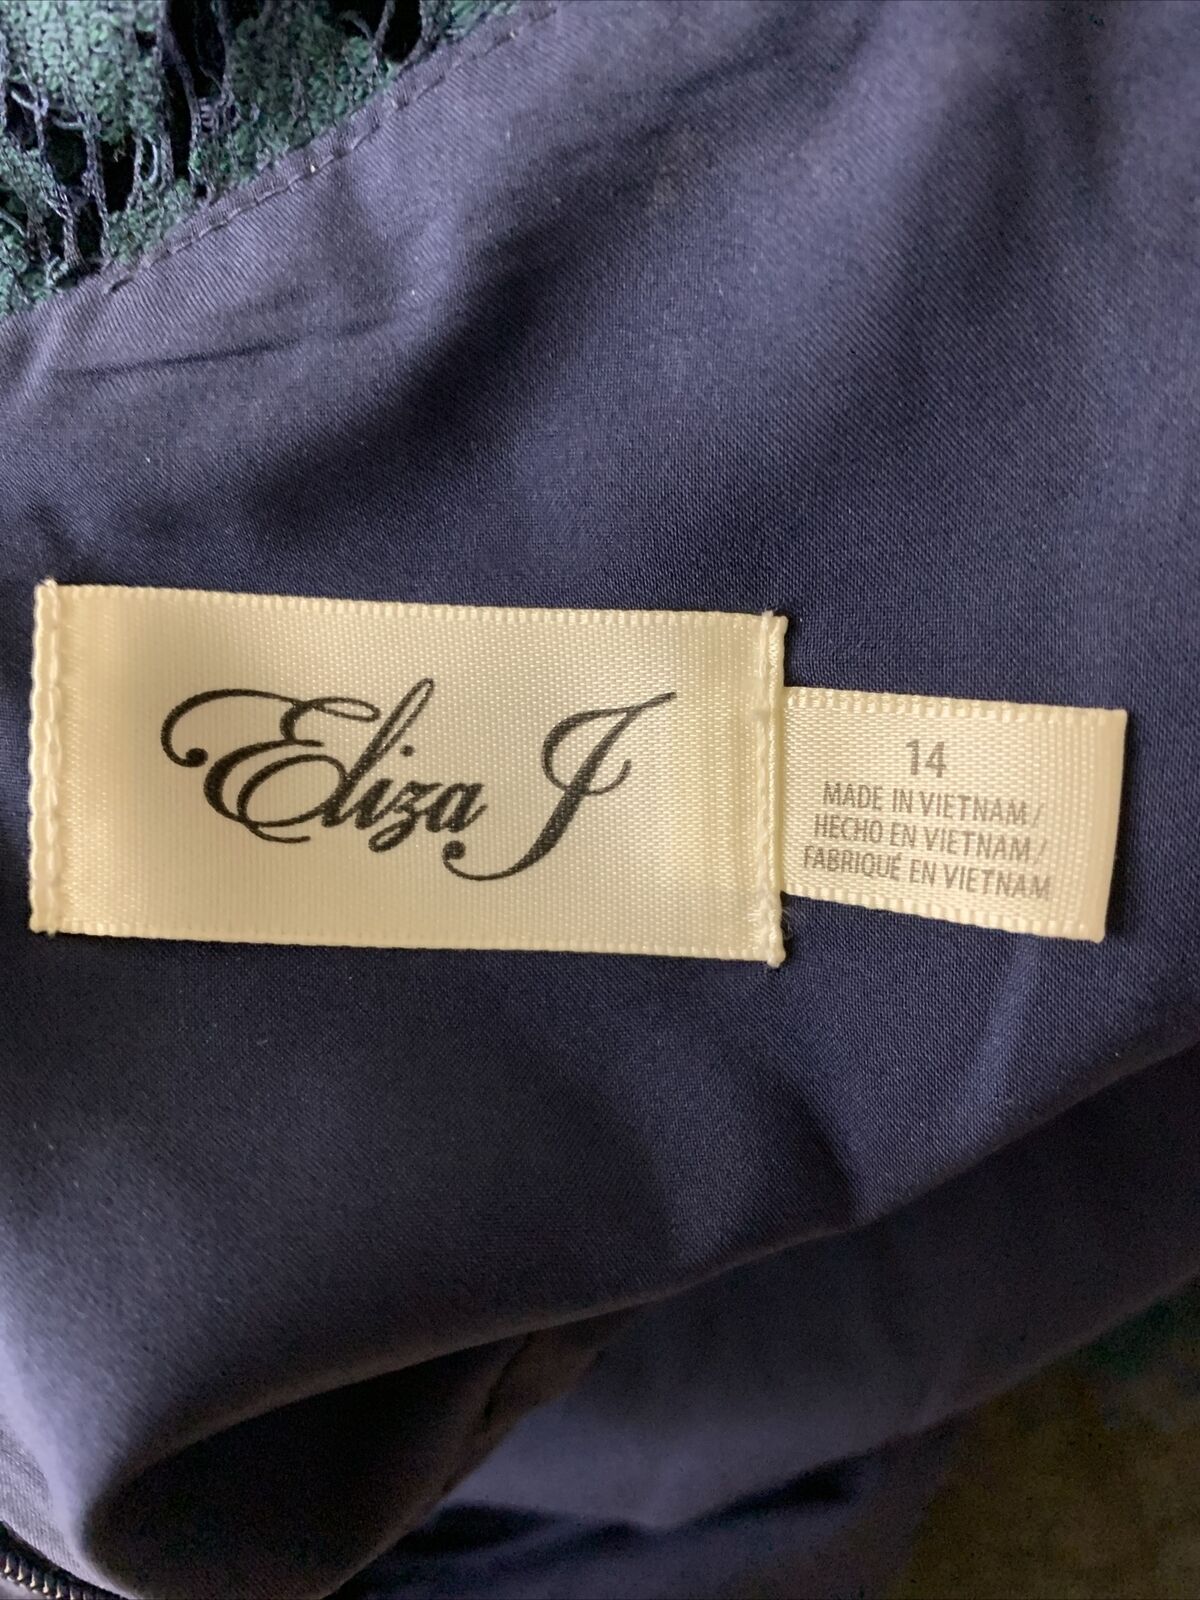 Eliza J
14
MADE IN VIETNAM/
HECHO EN VIETNAM/
FABRIQUÉ EN VIETNAM